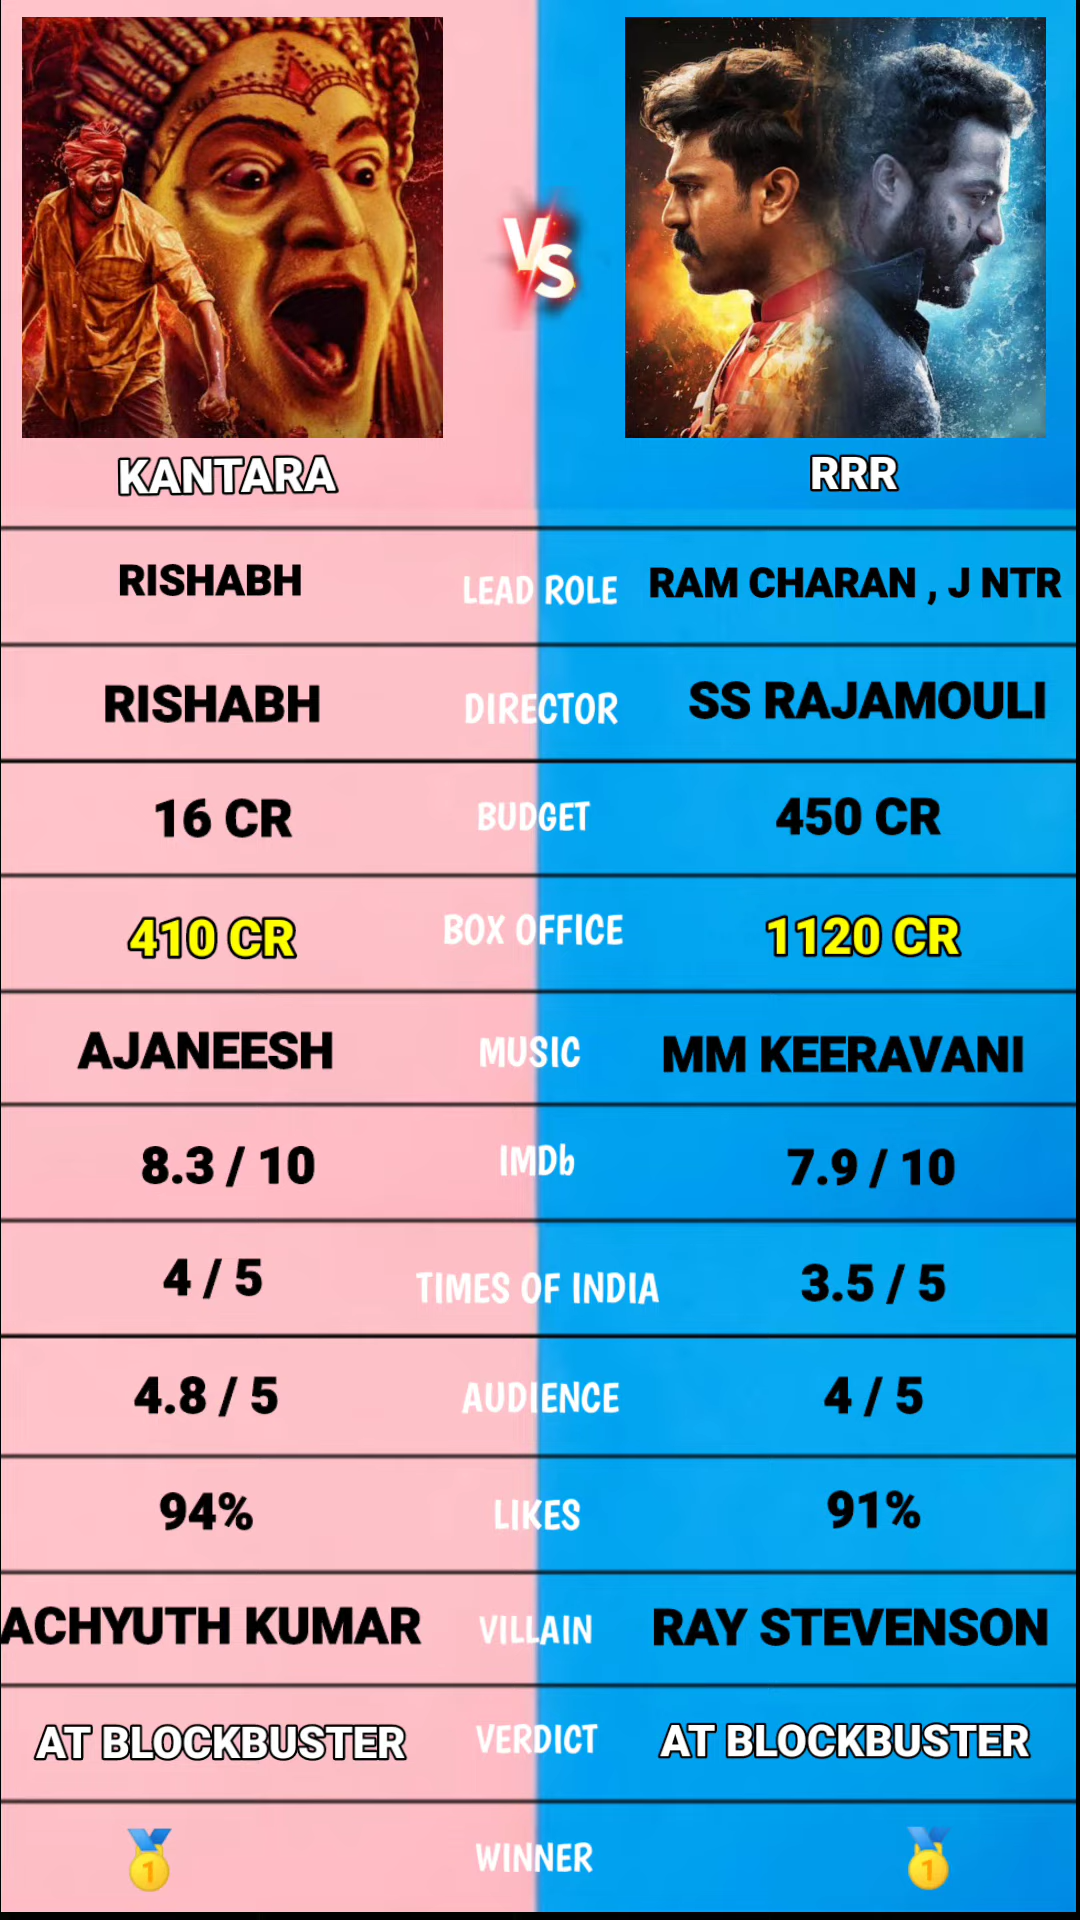 VS
KANTARA
RRR
RISHABH LEAD ROLE RAM CHARAN , J NTR
RISHABH DIRECTOR SS RAJAMOULI
16 CR BUDGET 450 CR
410 CR BOX OFFICE 1120 CR
AJANEESH MUSIC MM KEERAVANI
8.3 / 10 IMDb 7.9 / 10
4 / 5 TIMES OF INDIA 3.5 / 5
4.8 / 5 AUDIENCE 4 / 5
94% LIKES 91%
ACHYUTH KUMAR VILLAIN RAY STEVENSON
AT BLOCKBUSTER VERDICT AT BLOCKBUSTER
1 WINNER 1